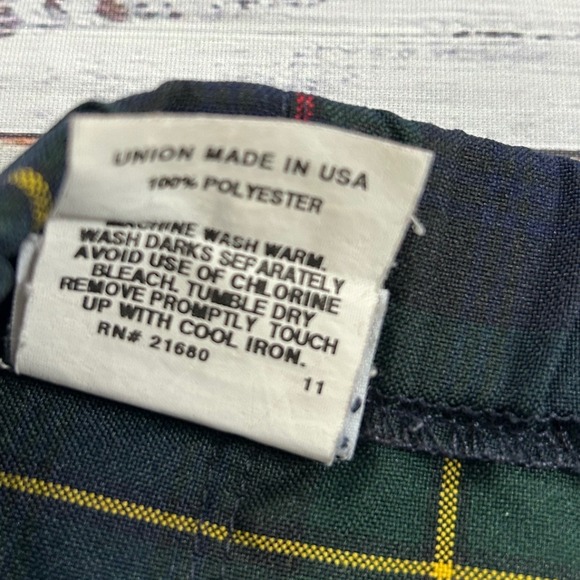 UNION MADE IN USA
100% POLYESTER
MACHINE WASH WARM.
WASH DARKS SEPARATELY
AVOID USE OF CHLORINE
BLEACH. TUMBLE DRY
REMOVE PROMPTLY TOUCH
UP WITH COOL IRON.
RN# 21680
11